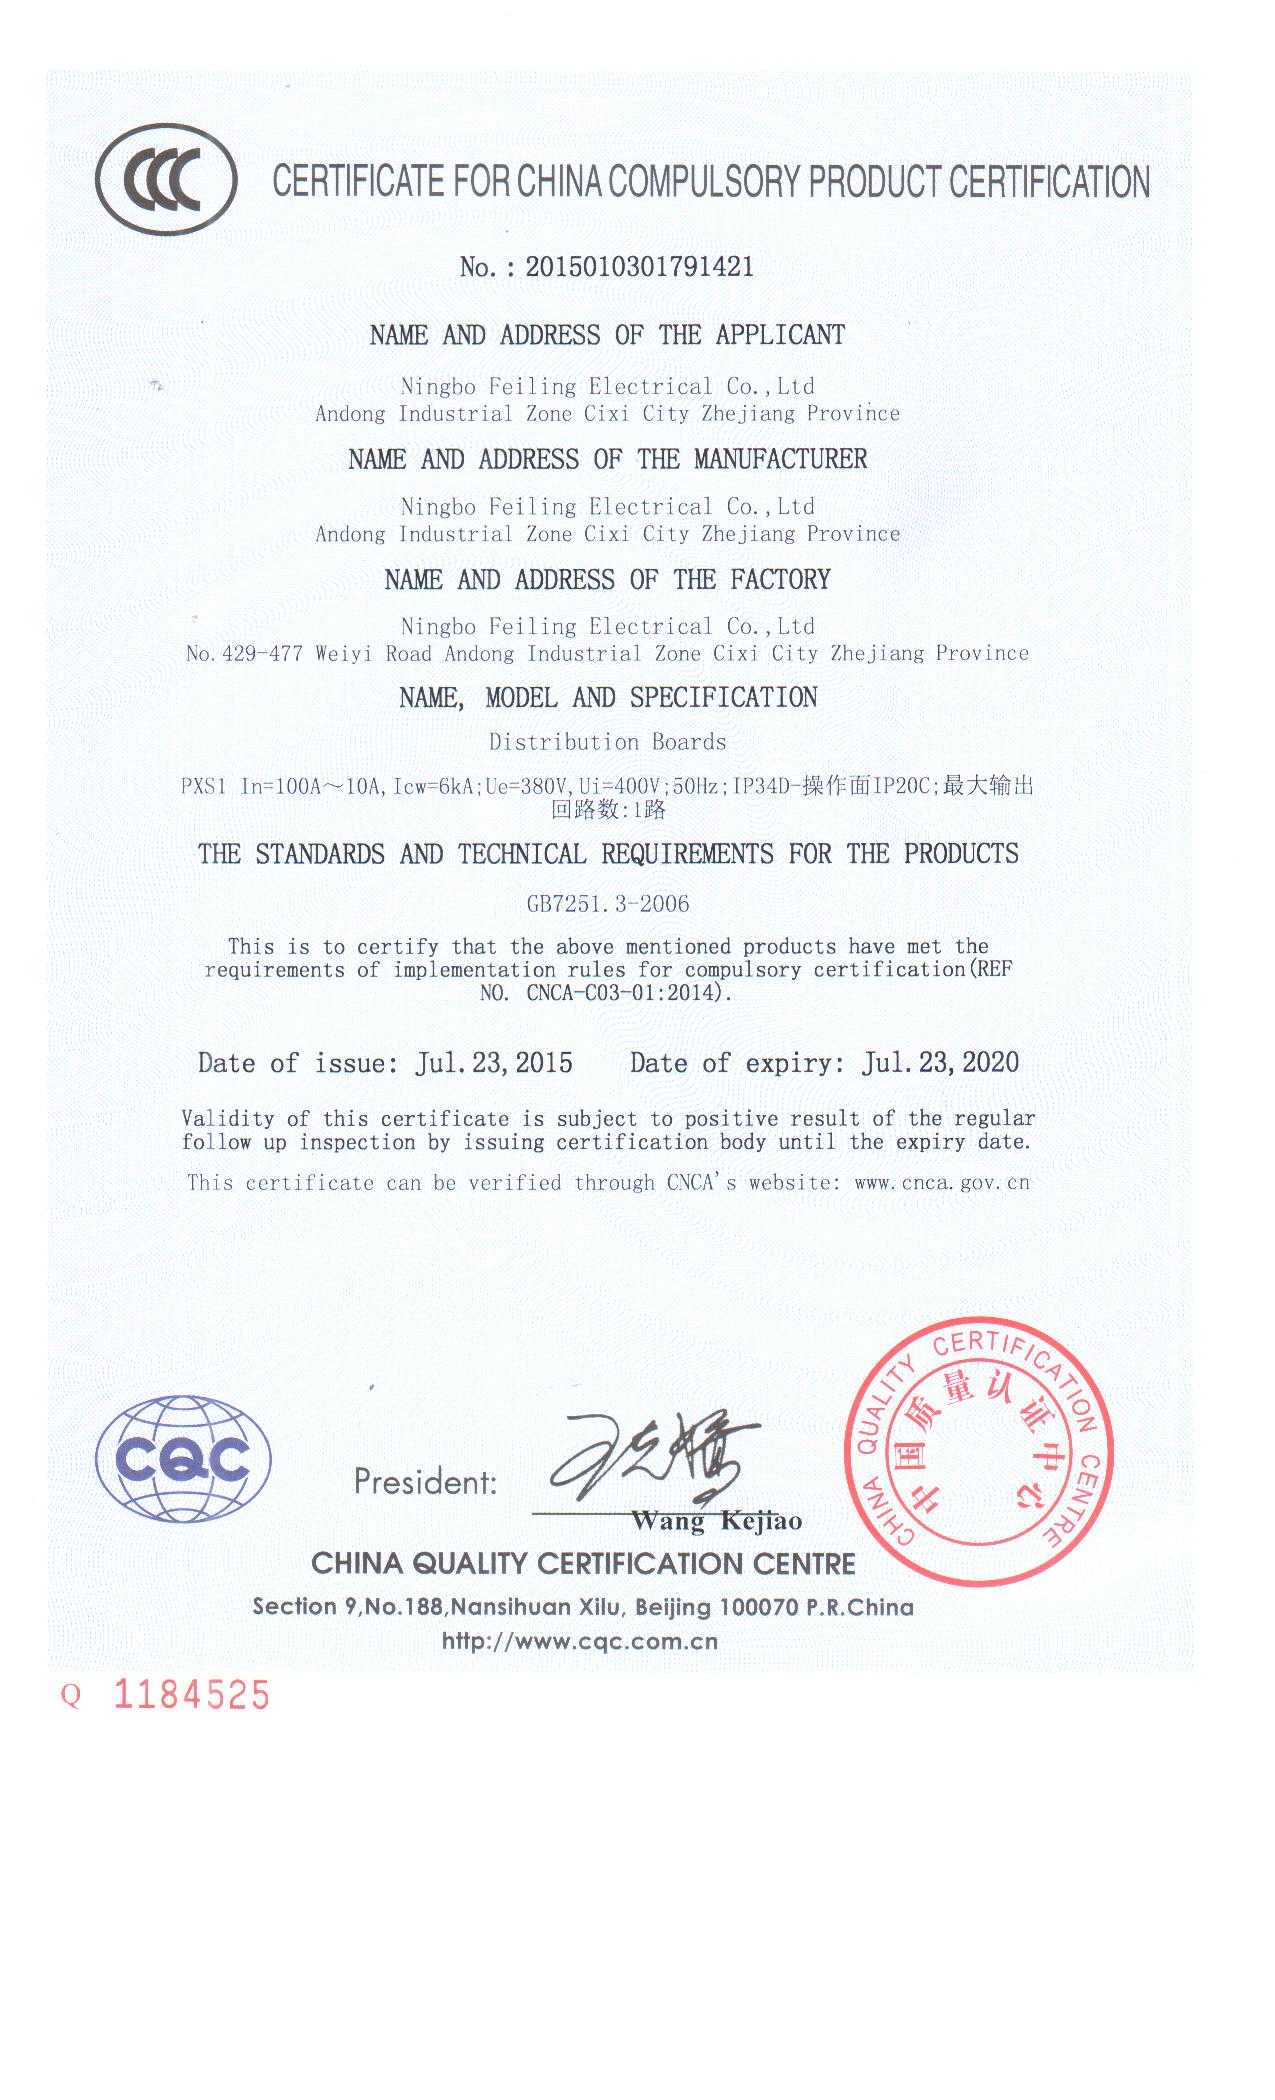 CERTIFICATE FOR CHINA COMPULSORY PRODUCT CERTIFICATION
No.: 2015010301791421
NAME AND ADDRESS OF THE APPLICANT
Ningbo Feiling Electrical Co.,Ltd
Andong Industrial Zone Cixi City Zhejiang Province
NAME AND ADDRESS OF THE MANUFACTURER
Ningbo Feiling Electrical Co.,Ltd
Andong Industrial Zone Cixi City Zhejiang Province
NAME AND ADDRESS OF THE FACTORY
Ningbo Feiling Electrical Co.,Ltd
No.429-477 Weiyi Road Andong Industrial Zone Cixi City Zhejiang Province
NAME, MODEL AND SPECIFICATION
Distribution Boards
PXS1 In=100A～10A,Icw=6kA;Ue=380V,Ui=400V;50Hz;IP34D-操作面IP20C;最大输出
回路数:1路
THE STANDARDS AND TECHNICAL REQUIREMENTS FOR THE PRODUCTS
GB7251.3-2006
This is to certify that the above mentioned products have met the
requirements of implementation rules for compulsory certification(REF
NO. CNCA-C03-01:2014).
Date of issue: Jul.23,2015 Date of expiry: Jul.23,2020
Validity of this certificate is subject to positive result of the regular
follow up inspection by issuing certification body until the expiry date.
This certificate can be verified through CNCA's website: www.cnca.gov.cn
CQC
President:
Wang Kejiao
CHINA QUALITY CERTIFICATION CENTRE
中国质量认证中心
CHINA QUALITY CERTIFICATION CENTRE
Section 9,No.188,Nansihuan Xilu, Beijing 100070 P.R.China
http://www.cqc.com.cn
Q 1184525